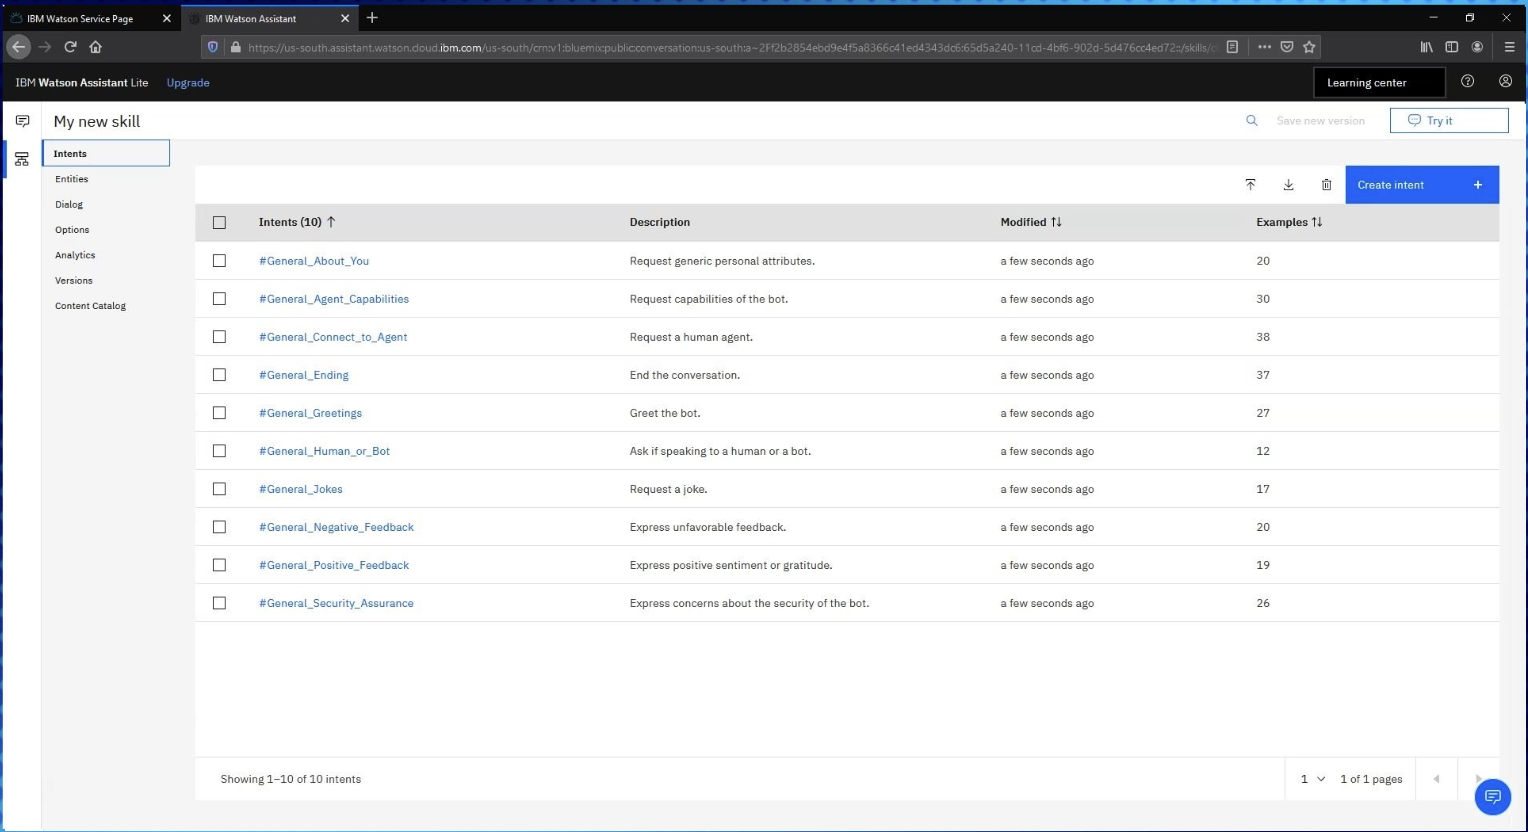 IBM Watson Service Page
IBM Watson Assistant
https://us-south.assistant.watson.cloud.ibm.com/us-south/crn:v1:bluemix:public:conversation:us-south:a~2Ff2b2854ebd9e4f5a8366c41ed4343dc6:65d5a240-11cd-4bf6-902d-5d476cc4ed72::/skills/
IBM Watson Assistant Lite Upgrade Learning center
My new skill Save new version Try it
Intents
Entities
Dialog
Options
Analytics
Versions
Content Catalog
Create intent +
Intents (10) Description Modified Examples
#General_About_You Request generic personal attributes. a few seconds ago 20
#General_Agent_Capabilities Request capabilities of the bot. a few seconds ago 30
#General_Connect_to_Agent Request a human agent. a few seconds ago 38
#General_Ending End the conversation. a few seconds ago 37
#General_Greetings Greet the bot. a few seconds ago 27
#General_Human_or_Bot Ask if speaking to a human or a bot. a few seconds ago 12
#General_Jokes Request a joke. a few seconds ago 17
#General_Negative_Feedback Express unfavorable feedback. a few seconds ago 20
#General_Positive_Feedback Express positive sentiment or gratitude. a few seconds ago 19
#General_Security_Assurance Express concerns about the security of the bot. a few seconds ago 26
Showing 1–10 of 10 intents 1 1 of 1 pages